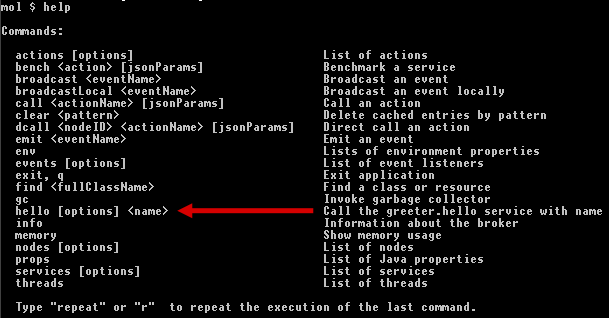 mol $ help
Commands:
actions [options] List of actions
bench <action> [jsonParams] Benchmark a service
broadcast <eventName> Broadcast an event
broadcastLocal <eventName> Broadcast an event locally
call <actionName> [jsonParams] Call an action
clear <pattern> Delete cached entries by pattern
dcall <nodeID> <actionName> [jsonParams] Direct call an action
emit <eventName> Emit an event
env Lists of environment properties
events [options] List of event listeners
exit, q Exit application
find <fullClassName> Find a class or resource
gc Invoke garbage collector
hello [options] <name> Call the greeter.hello service with name
info Information about the broker
memory Show memory usage
nodes [options] List of nodes
props List of Java properties
services [options] List of services
threads List of threads
Type "repeat" or "r" to repeat the execution of the last command.